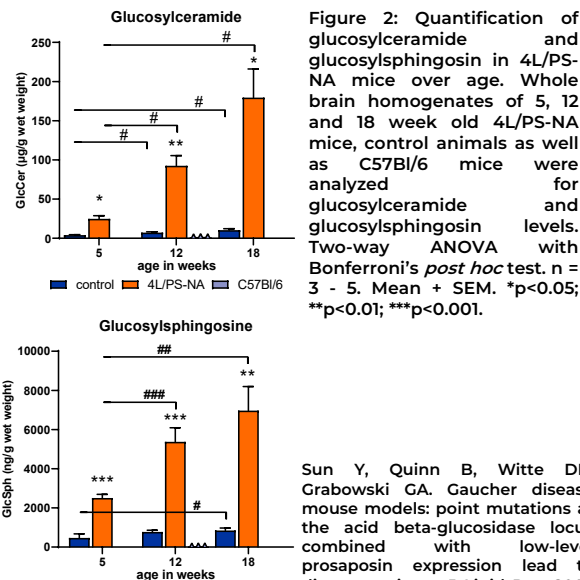 Glucosylceramide
250
200
150
100
50
0
GlcCer (µg/g wet weight)
#
#
#
#
*
**
*
5
12
18
age in weeks
control
4L/PS-NA
C57Bl/6
Figure 2: Quantification of
glucosylceramide and
glucosylsphingosin in 4L/PS-
NA mice over age. Whole
brain homogenates of 5, 12
and 18 week old 4L/PS-NA
mice, control animals as well
as C57Bl/6 mice were
analyzed for
glucosylceramide and
glucosylsphingosin levels.
Two-way ANOVA with
Bonferroni's post hoc test. n =
3 - 5. Mean + SEM. *p<0.05;
**p<0.01; ***p<0.001.
Glucosylsphingosine
10000
8000
6000
4000
2000
0
GlcSph (ng/g wet weight)
##
###
#
***
***
**
5
12
18
age in weeks
Sun Y, Quinn B, Witte
Grabowski GA. Gaucher diseas
mouse models: point mutations
the acid beta-glucosidase locu
combined with low-lev
prosaposin expression lead